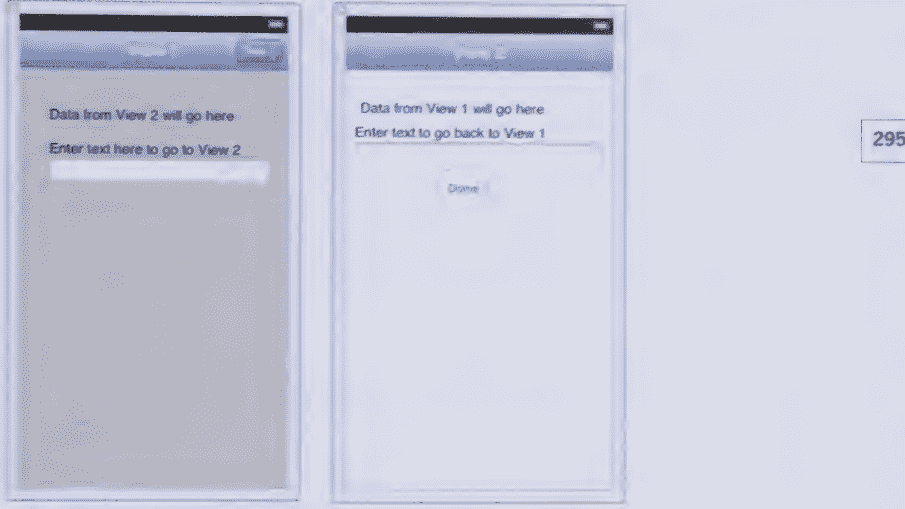 Data from View 2 will go here
Enter text here to go to View 2
Data from View 1 will go here
Enter text to go back to View 1
295